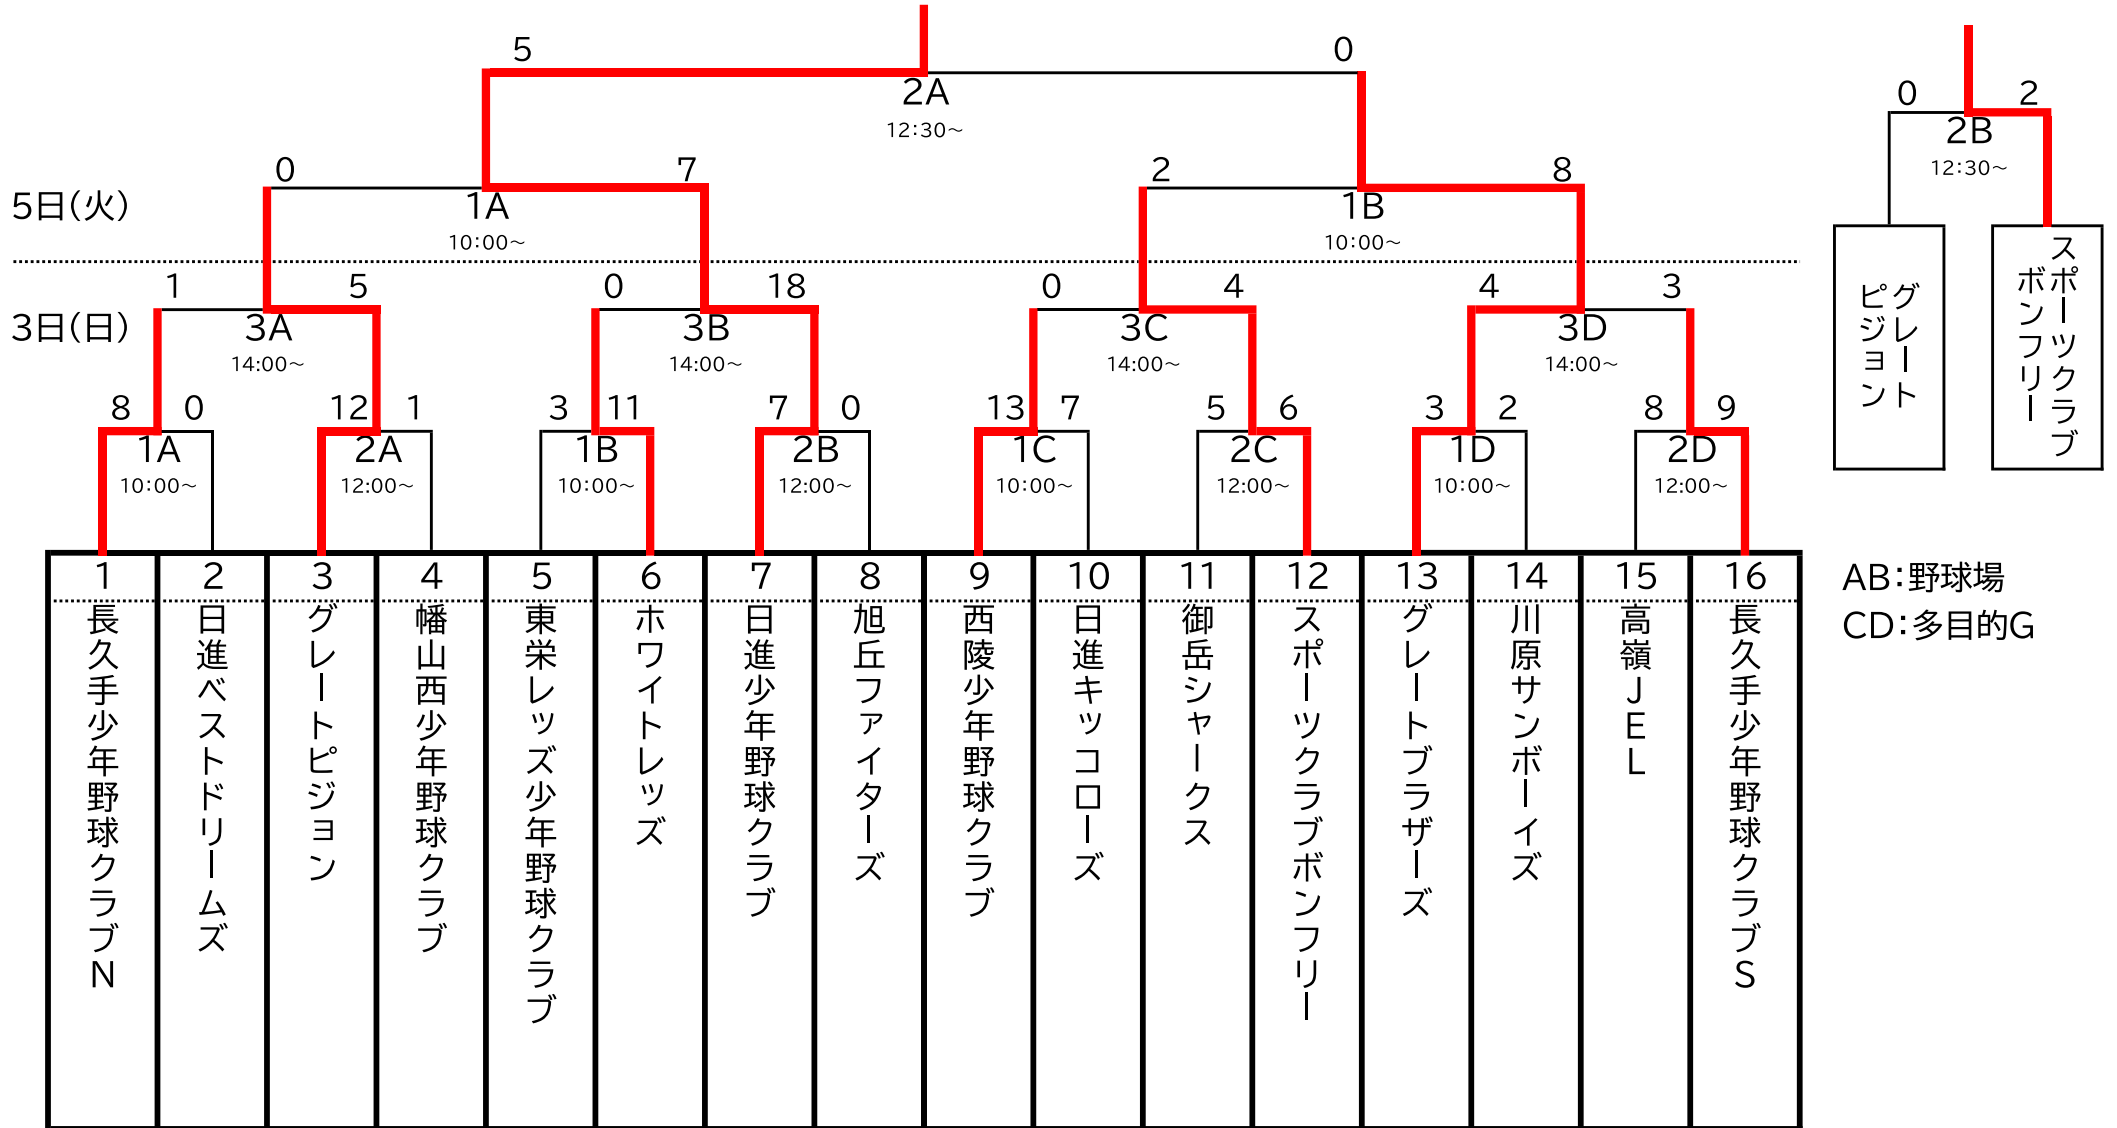 5
0
2A
12:30～
0
2
2B
12:30～
0
7
2
8
5日(火)
1A
10:00～
1B
10:00～
グレート
ピジョン
スポーツクラブ
ボンフリー
1
5
0
18
0
4
4
3
3日(日)
3A
14:00～
3B
14:00～
3C
14:00～
3D
14:00～
8
0
12
1
3
11
7
0
13
7
5
6
3
2
8
9
1A
10:00～
2A
12:00～
1B
10:00～
2B
12:00～
1C
10:00～
2C
12:00～
1D
10:00～
2D
12:00～
1
長久手少年野球クラブN
2
日進ベストドリームズ
3
グレートピジョン
4
幡山西少年野球クラブ
5
東栄レッズ少年野球クラブ
6
ホワイトレッズ
7
日進少年野球クラブ
8
旭丘ファイターズ
9
西陵少年野球クラブ
10
日進キッコローズ
11
御岳シャークス
12
スポーツクラブボンフリー
13
グレートブラザーズ
14
川原サンボーイズ
15
高嶺JEL
16
長久手少年野球クラブS
AB：野球場
CD：多目的G